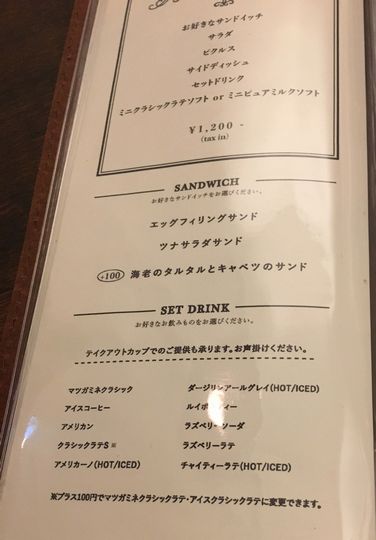 お好きなサンドイッチ
サラダ
ピクルス
サイドディッシュ
セットドリンク
ミニクラシックラテソフト or ミニピュアミルクソフト
¥1,200 -
(tax in)
SANDWICH
お好きなサンドイッチをお選びください。
エッグフィリングサンド
ツナサラダサンド
+100 海老のタルタルとキャベツのサンド
SET DRINK
お好きなお飲みものをお選びください。
テイクアウトカップでのご提供も承ります。お声掛けください。
マツガミネクラシック
アイスコーヒー
アメリカン
クラシックラテS ※
アメリカーノ(HOT/ICED)
ダージリンアールグレイ(HOT/ICED)
ルイボスティー
ラズベリーソーダ
ラズベリーラテ
チャイティーラテ(HOT/ICED)
※プラス100円でマツガミネクラシックラテ・アイスクラシックラテに変更できます。